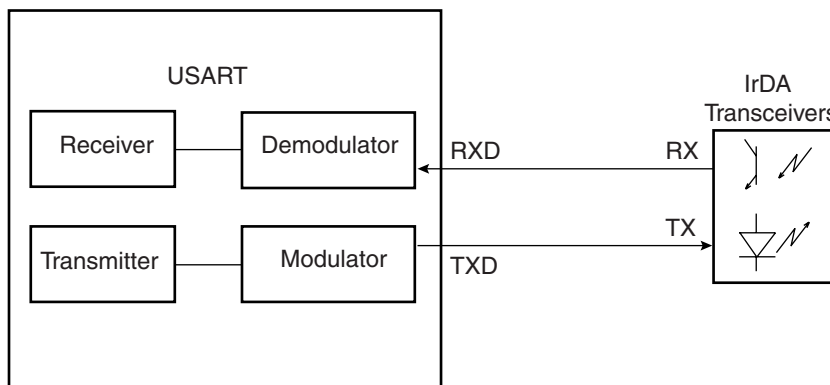 USART
IrDA
Transceivers
Receiver
Demodulator
RXD
RX
Transmitter
Modulator
TX
TXD